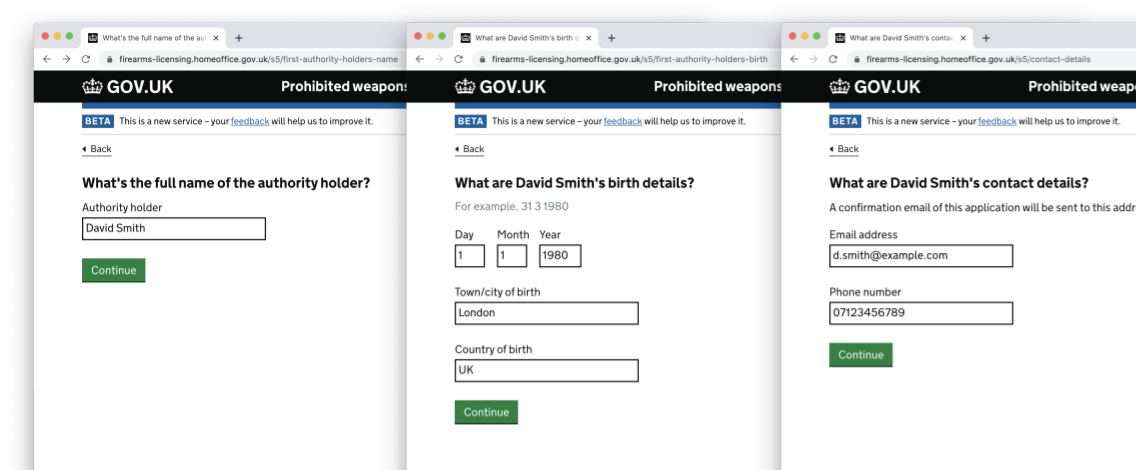 What's the full name of the aut
firearms-licensing.homeoffice.gov.uk/s5/first-authority-holders-name
GOV.UK
Prohibited weapons
BETA This is a new service – your feedback will help us to improve it.
Back
What's the full name of the authority holder?
Authority holder
David Smith
Continue
What are David Smith's birth d
firearms-licensing.homeoffice.gov.uk/s5/first-authority-holders-birth
GOV.UK
Prohibited weapons
BETA This is a new service – your feedback will help us to improve it.
Back
What are David Smith's birth details?
For example, 31 3 1980
Day Month Year
1 1 1980
Town/city of birth
London
Country of birth
UK
Continue
What are David Smith's contac
firearms-licensing.homeoffice.gov.uk/s5/contact-details
GOV.UK
Prohibited weapo
BETA This is a new service – your feedback will help us to improve it.
Back
What are David Smith's contact details?
A confirmation email of this application will be sent to this addre
Email address
d.smith@example.com
Phone number
07123456789
Continue